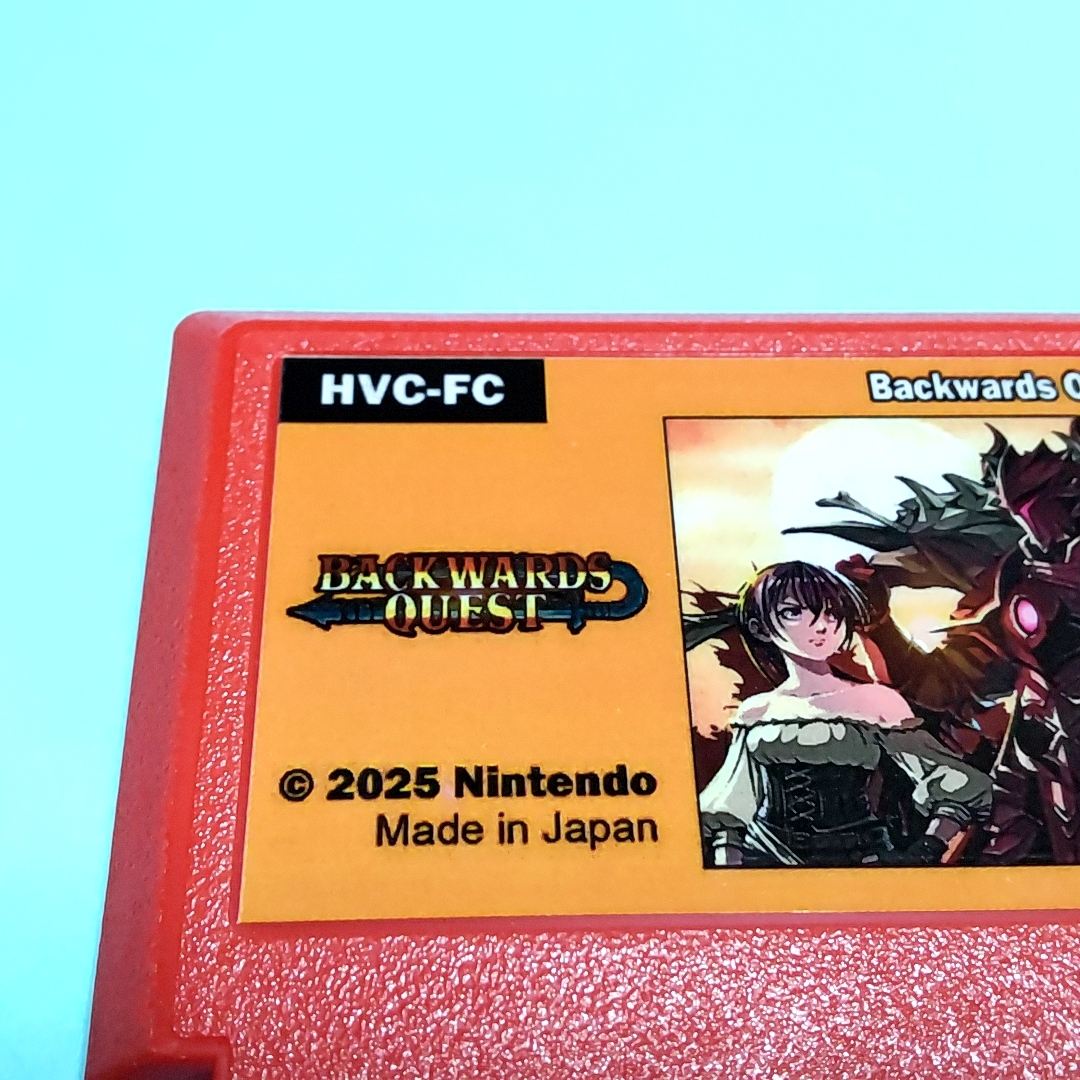 HVC-FC
Backwards
BACKWARDS
QUEST
© 2025 Nintendo
Made in Japan